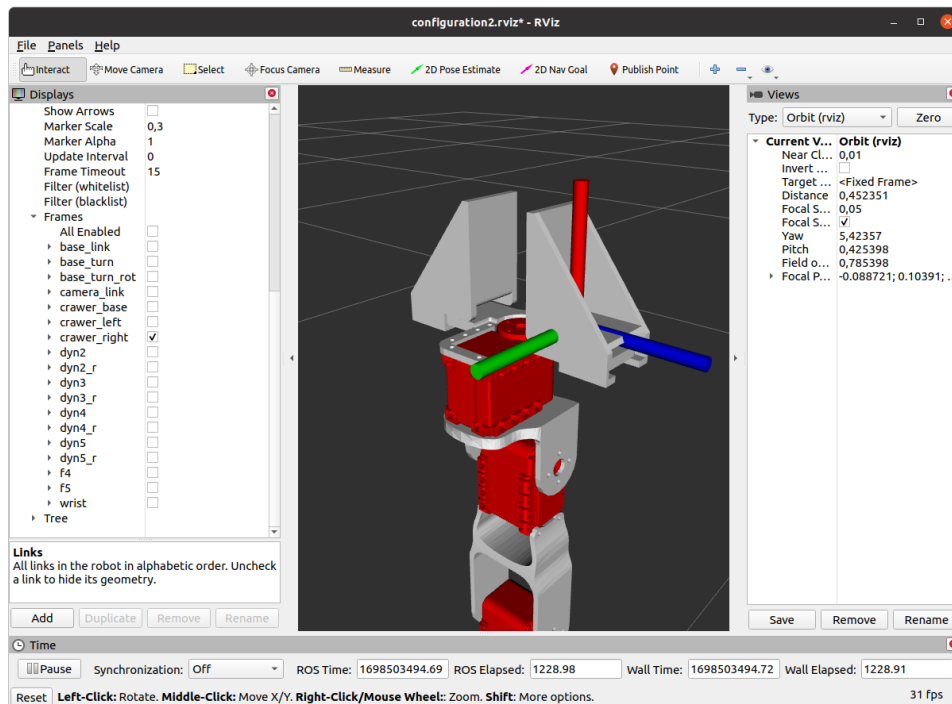 configuration2.rviz* - RViz
File Panels Help
Interact Move Camera Select Focus Camera Measure 2D Pose Estimate 2D Nav Goal Publish Point
Displays
Show Arrows
Marker Scale 0,3
Marker Alpha 1
Update Interval 0
Frame Timeout 15
Filter (whitelist)
Filter (blacklist)
Frames
All Enabled
base_link
base_turn
base_turn_rot
camera_link
crawer_base
crawer_left
crawer_right
dyn2
dyn2_r
dyn3
dyn3_r
dyn4
dyn4_r
dyn5
dyn5_r
f4
f5
wrist
Tree
Links
All links in the robot in alphabetic order. Uncheck
a link to hide its geometry.
Add Duplicate Remove Rename
Views
Type: Orbit (rviz) Zero
Current V... Orbit (rviz)
Near Cl... 0,01
Invert ...
Target ... <Fixed Frame>
Distance 0,452351
Focal S... 0,05
Focal S...
Yaw 5,42357
Pitch 0,425398
Field o... 0,785398
Focal P... -0.088721; 0.10391; ...
Save Remove Rename
Time
Pause Synchronization: Off ROS Time: 1698503494.69 ROS Elapsed: 1228.98 Wall Time: 1698503494.72 Wall Elapsed: 1228.91
Reset Left-Click: Rotate. Middle-Click: Move X/Y. Right-Click/Mouse Wheel:: Zoom. Shift: More options. 31 fps